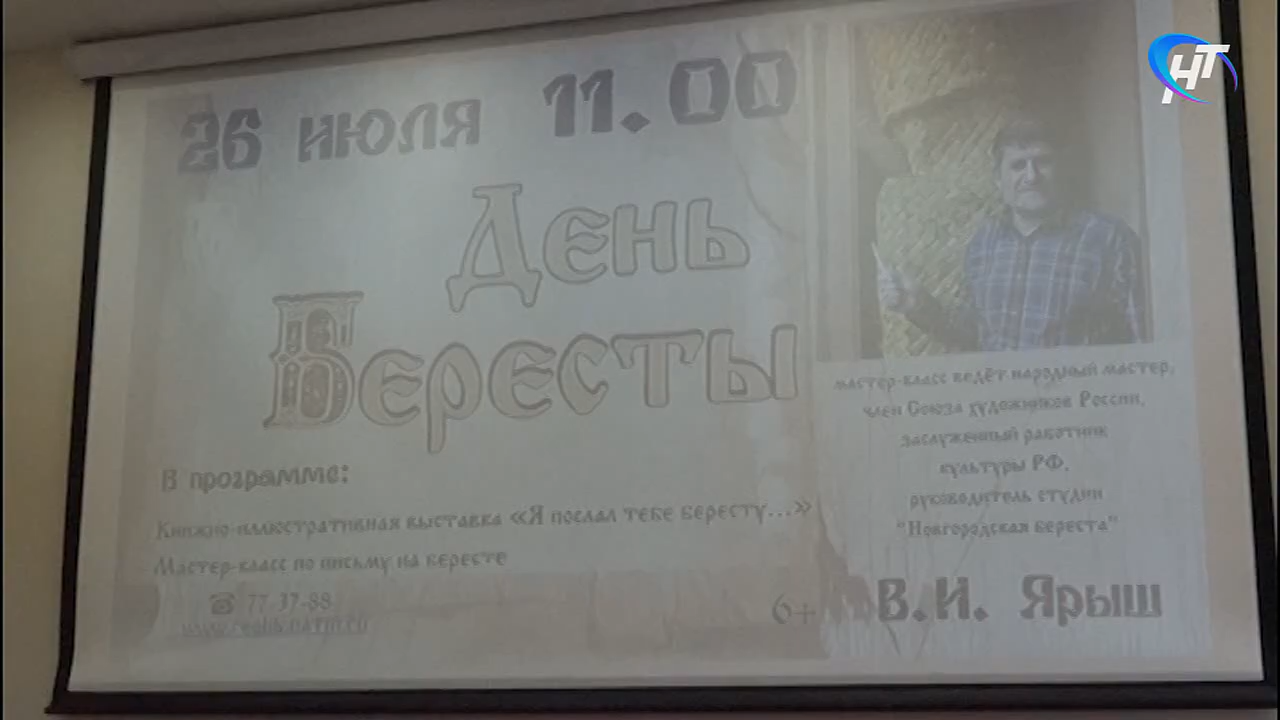 26 июля 11.00
День
Бересты
В программе:
Книжно-иллюстративная выставка «Я послал тебе бересту...»
Мастер-класс по письму на бересте
☎ 77 37-88
6+
мастер-класс ведёт народный мастер,
член Союза художников России,
заслуженный работник
культуры РФ,
руководитель студии
"Новгородская береста"
В.И. Ярыш
НТ